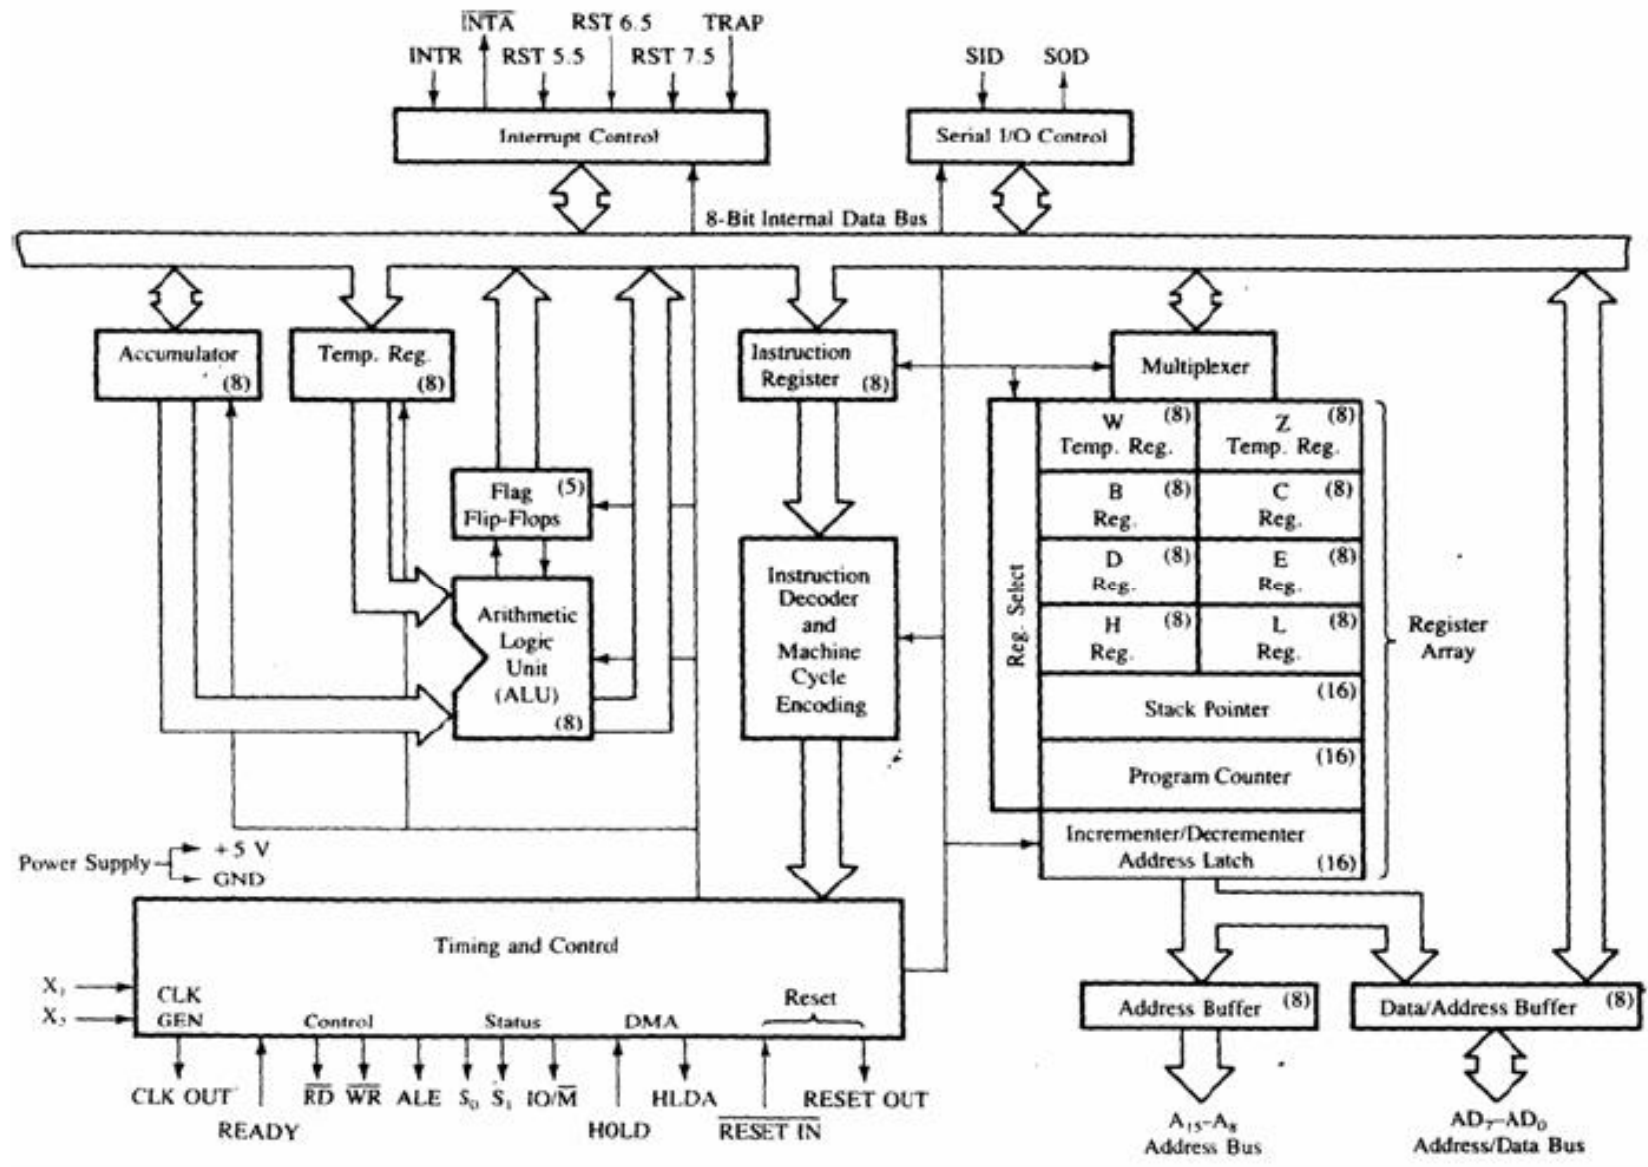 INTA RST 6.5 TRAP
INTR RST 5.5 RST 7.5 SID SOD
Interrupt Control
Serial I/O Control
8-Bit Internal Data Bus
Accumulator
(8)
Temp. Reg.
(8)
Instruction
Register (8)
Multiplexer
Flag (5)
Flip-Flops
Arithmetic
Logic
Unit
(ALU)
(8)
Instruction
Decoder
and
Machine
Cycle
Encoding
Reg. Select
W (8)
Temp. Reg.
Z (8)
Temp. Reg.
B (8)
Reg.
C (8)
Reg.
D (8)
Reg.
E (8)
Reg.
H (8)
Reg.
L (8)
Reg.
(16)
Stack Pointer
(16)
Program Counter
Incrementer/Decrementer
Address Latch (16)
Register
Array
Power Supply
+5 V
GND
Timing and Control
X₁
X₂
CLK
GEN
Control
Status
DMA
Reset
CLK OUT
READY
RD WR ALE S₀ S₁ IO/M
HOLD
HLDA
RESET IN
RESET OUT
Address Buffer (8)
Data/Address Buffer (8)
A₁₅–A₈
Address Bus
AD₇–AD₀
Address/Data Bus